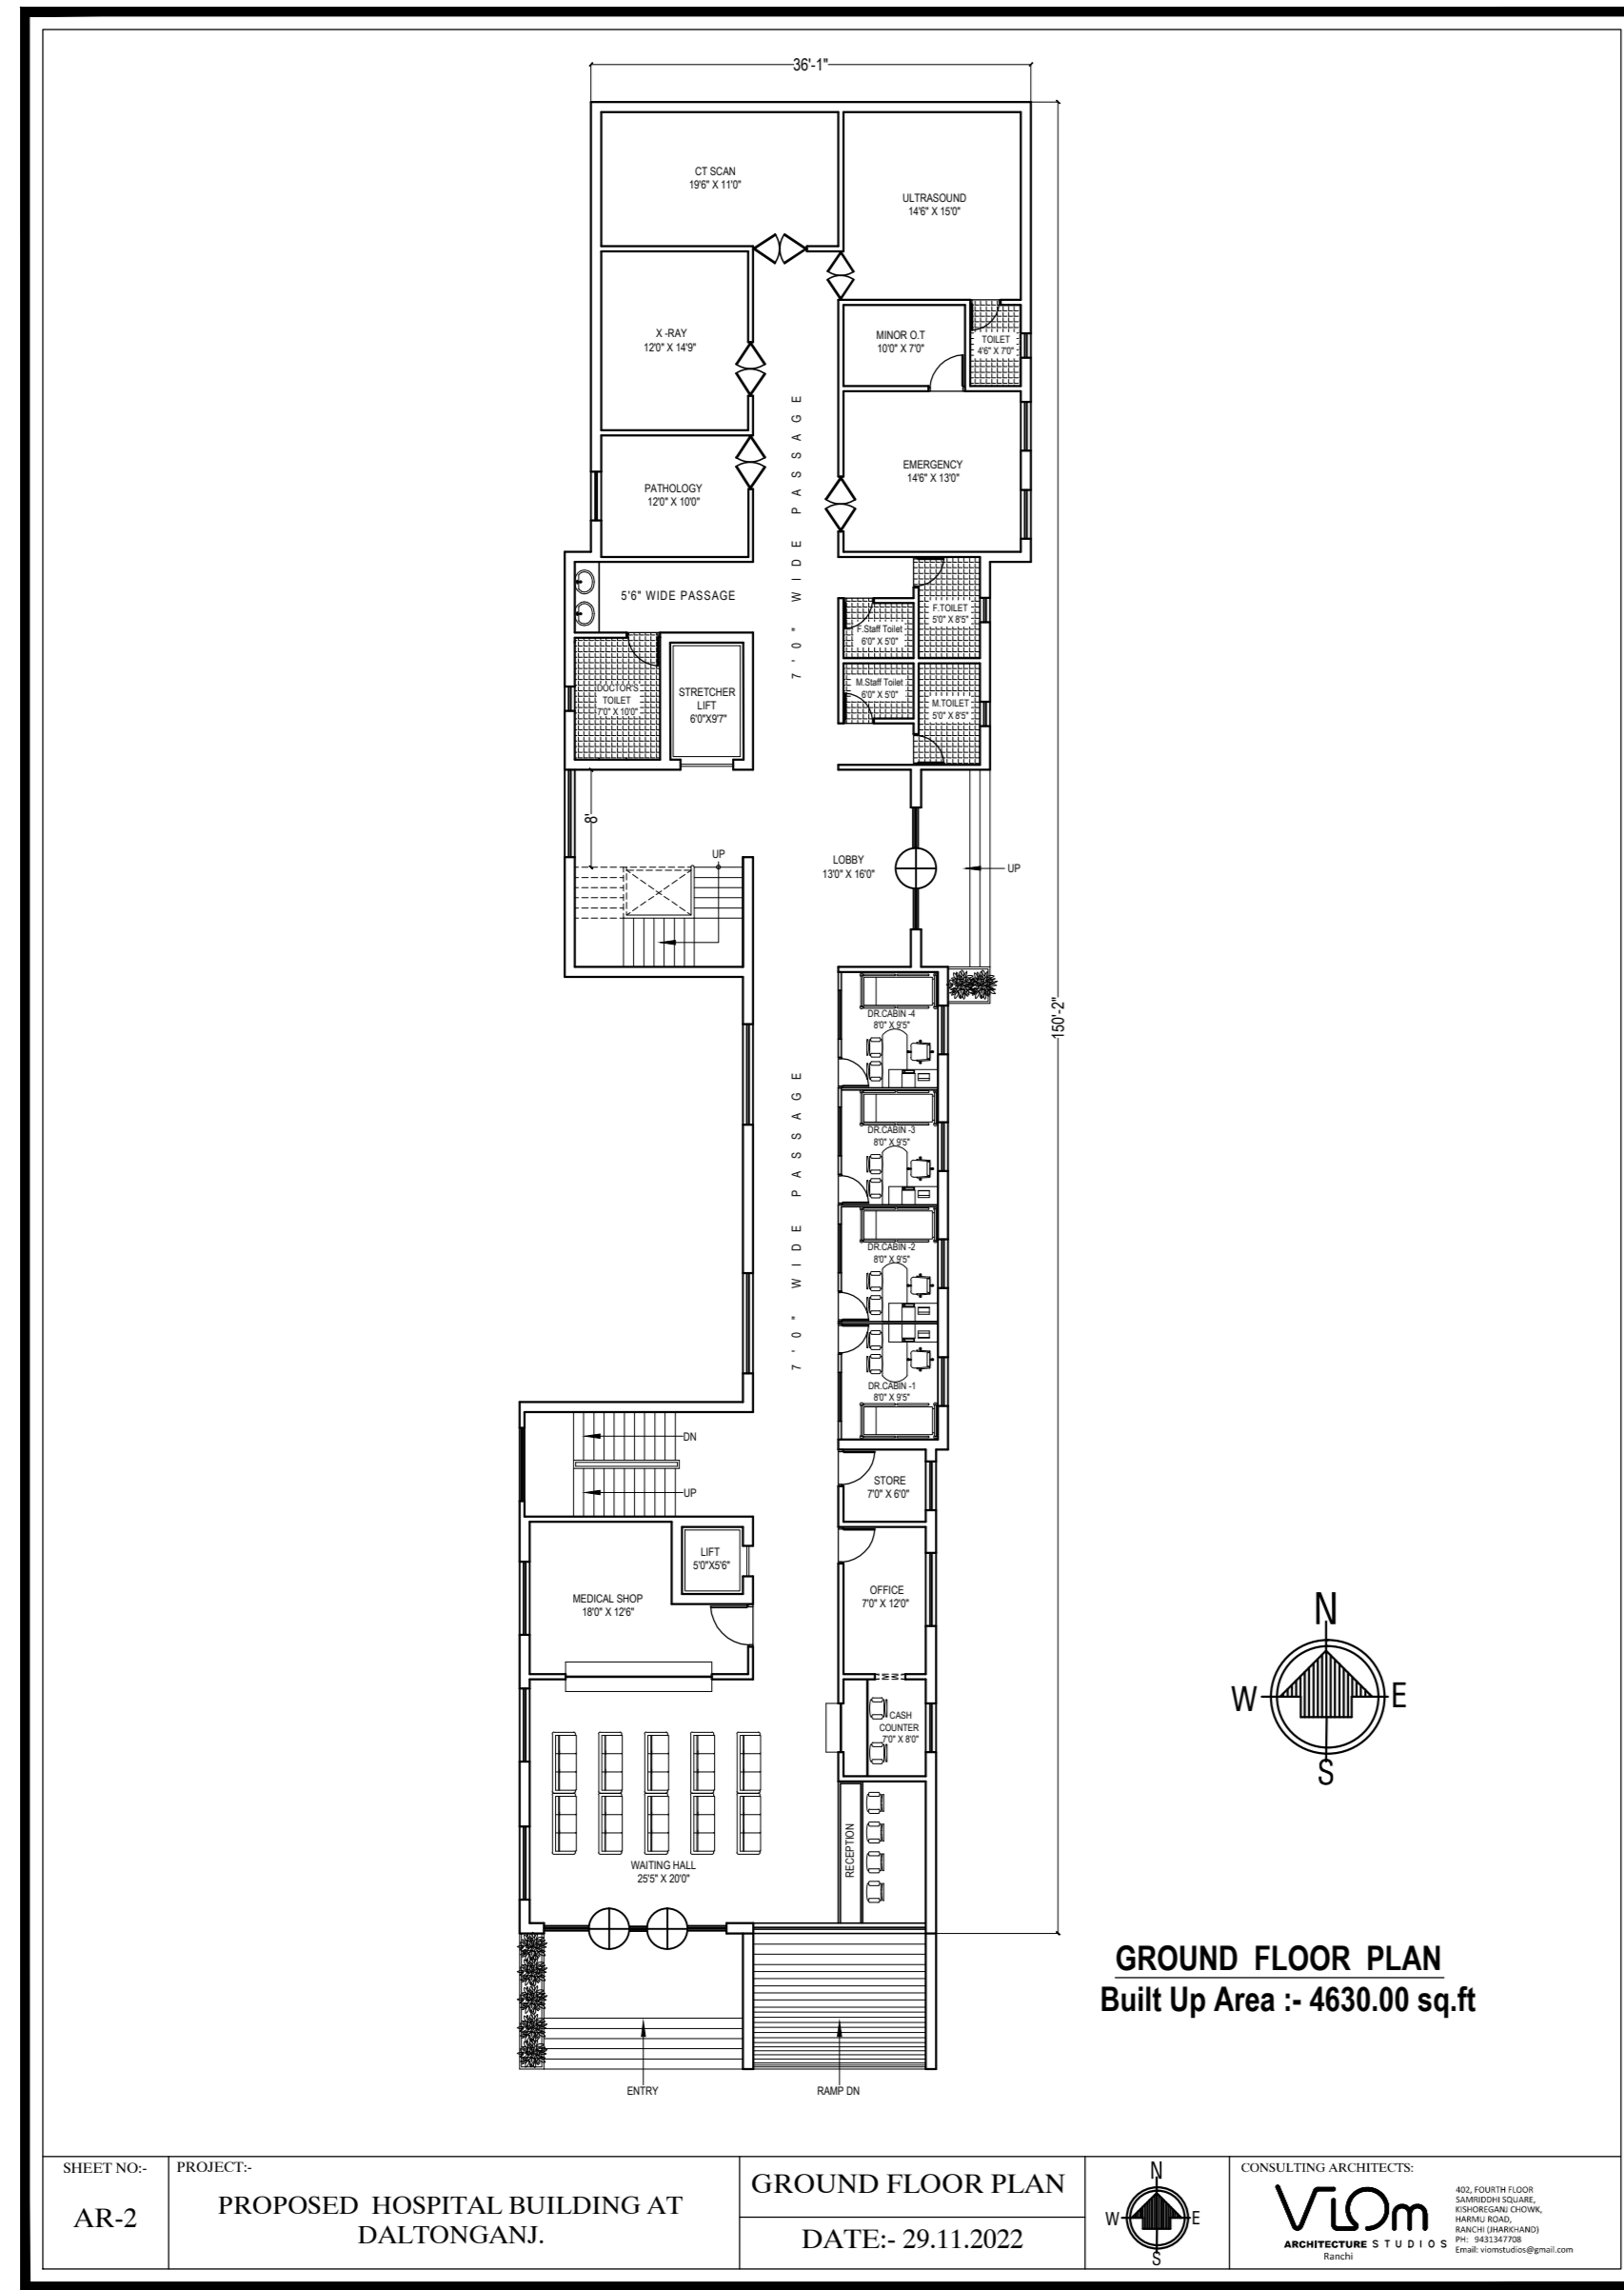 36'-1"
CT SCAN
19'6" X 11'0"
ULTRASOUND
14'6" X 15'0"
X -RAY
12'0" X 14'9"
MINOR O.T
10'0" X 7'0"
TOILET
4'6" X 7'0"
7'0" WIDE PASSAGE
EMERGENCY
14'6" X 13'0"
PATHOLOGY
12'0" X 10'0"
5'6" WIDE PASSAGE
F.TOILET
5'0" X 8'5"
F.Staff Toilet
6'0" X 5'0"
DOCTOR'S
TOILET
7'0" X 10'0"
STRETCHER
LIFT
6'0"X9'7"
M.Staff Toilet
6'0" X 5'0"
M.TOILET
5'0" X 8'5"
8'
UP
LOBBY
13'0" X 16'0"
UP
150'-2"
DR.CABIN -4
8'0" X 9'5"
7'0" WIDE PASSAGE
DR.CABIN -3
8'0" X 9'5"
DR.CABIN -2
8'0" X 9'5"
DR.CABIN -1
8'0" X 9'5"
DN
UP
STORE
7'0" X 6'0"
LIFT
5'0"X5'6"
MEDICAL SHOP
18'0" X 12'6"
OFFICE
7'0" X 12'0"
CASH
COUNTER
7'0" X 8'0"
RECEPTION
WAITING HALL
25'5" X 20'0"
ENTRY
RAMP DN
N
W
E
S
GROUND FLOOR PLAN
Built Up Area :- 4630.00 sq.ft
SHEET NO:-
AR-2
PROJECT:-
PROPOSED HOSPITAL BUILDING AT
DALTONGANJ.
GROUND FLOOR PLAN
DATE:- 29.11.2022
N
W
E
S
CONSULTING ARCHITECTS:
VIOm
ARCHITECTURE STUDIOS
Ranchi
402, FOURTH FLOOR
SAMRIDDHI SQUARE,
KISHOREGANJ CHOWK,
HARMU ROAD,
RANCHI (JHARKHAND)
PH: 9431347708
Email: viomstudios@gmail.com